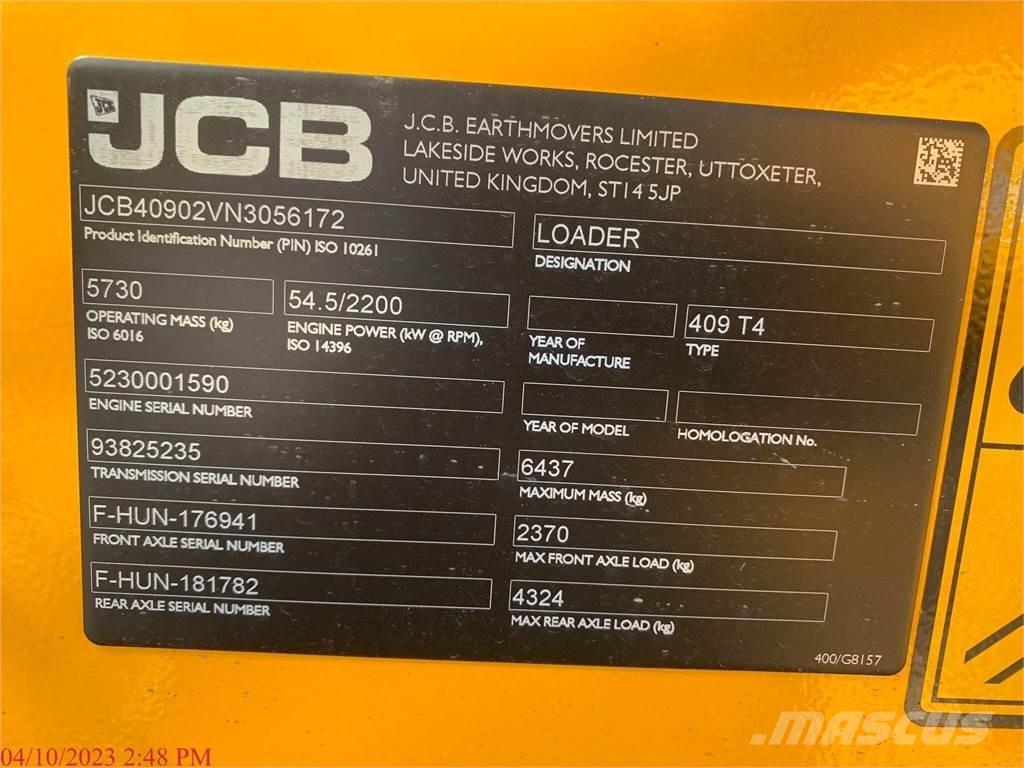 JCB
JCB
J.C.B. EARTHMOVERS LIMITED
LAKESIDE WORKS, ROCESTER, UTTOXETER,
UNITED KINGDOM, ST14 5JP
JCB40902VN3056172
Product Identification Number (PIN) ISO 10261
LOADER
DESIGNATION
5730
OPERATING MASS (kg)
ISO 6016
54.5/2200
ENGINE POWER (kW @ RPM),
ISO 14396
YEAR OF
MANUFACTURE
409 T4
TYPE
5230001590
ENGINE SERIAL NUMBER
YEAR OF MODEL
HOMOLOGATION No.
93825235
TRANSMISSION SERIAL NUMBER
6437
MAXIMUM MASS (kg)
F-HUN-176941
FRONT AXLE SERIAL NUMBER
2370
MAX FRONT AXLE LOAD (kg)
F-HUN-181782
REAR AXLE SERIAL NUMBER
4324
MAX REAR AXLE LOAD (kg)
400/G8157
MASCUS
04/10/2023 2:48 PM